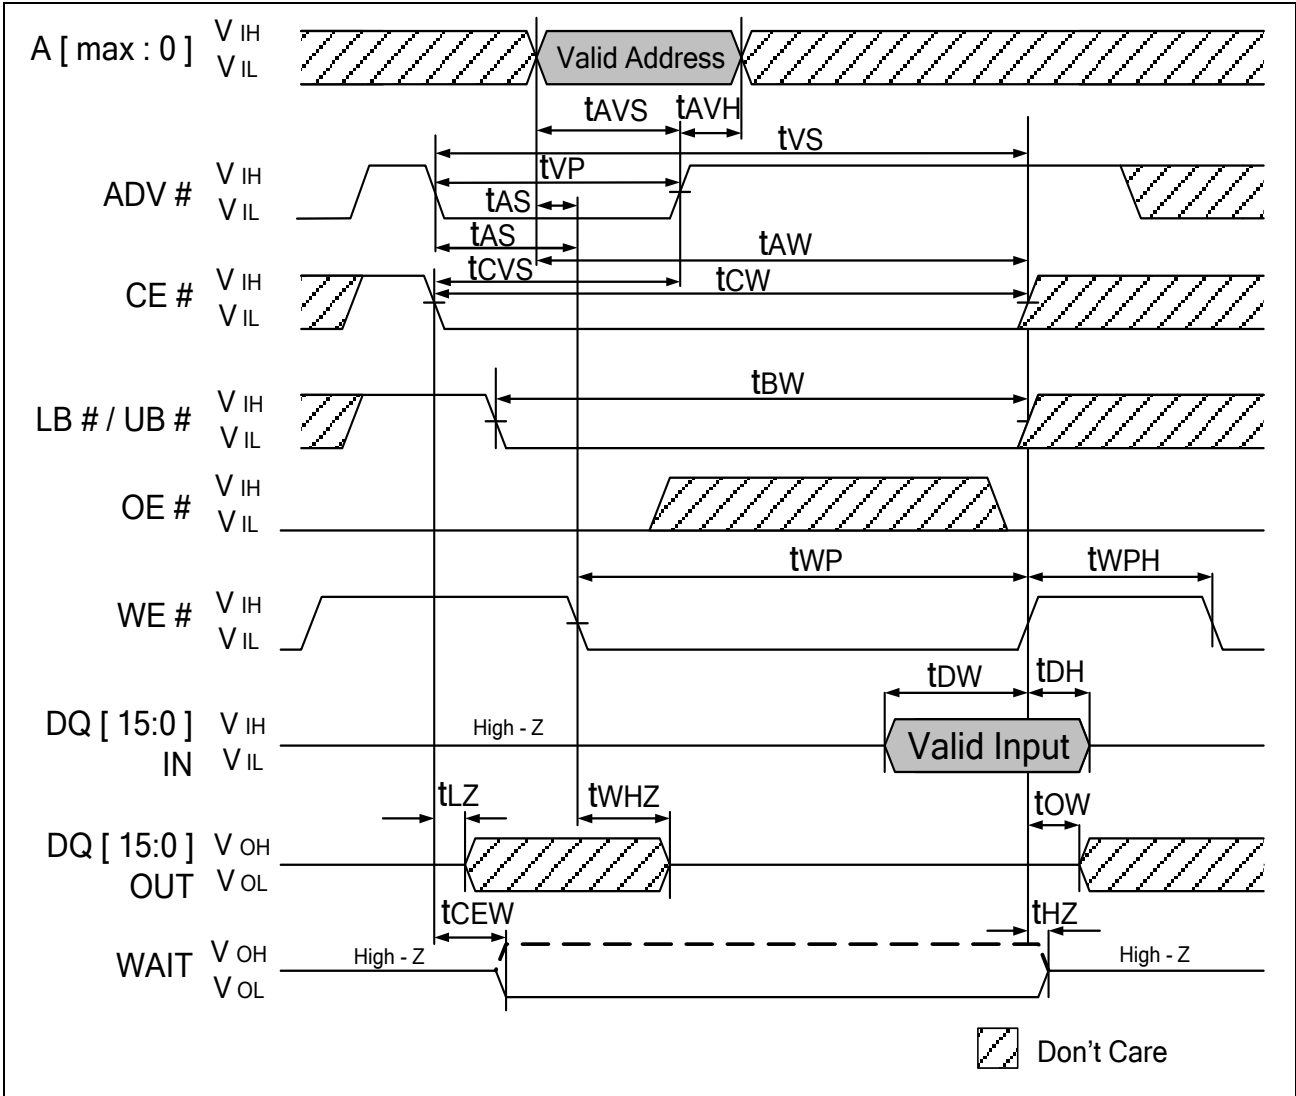 A [ max : 0 ] V IH
V IL
Valid Address
tAVS tAVH
tVS
ADV # V IH
V IL
tVP
tAS
tAS
tAW
CE # V IH
V IL
tCVS
tCW
LB # / UB # V IH
V IL
tBW
OE # V IH
V IL
tWP tWPH
WE # V IH
V IL
tDW tDH
DQ [ 15:0 ] V IH
IN V IL
High - Z
Valid Input
tLZ tWHZ tOW
DQ [ 15:0 ] V OH
OUT V OL
tCEW tHZ
WAIT V OH
V OL
High - Z High - Z
Don't Care